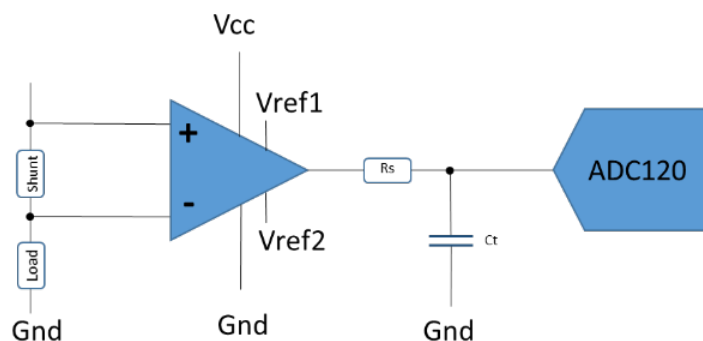 Vcc
Vref1
+
Shunt
-
Load
Vref2
Gnd
Gnd
Rs
Ct
Gnd
ADC120